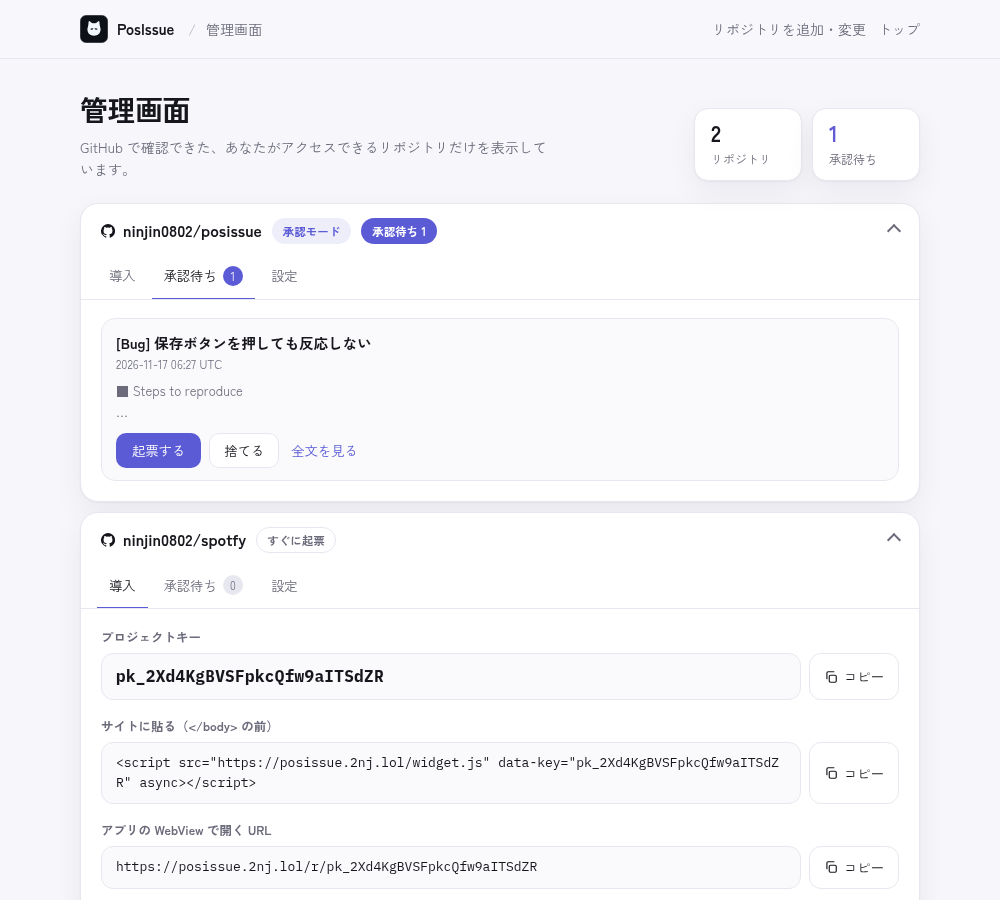 PosIssue / 管理画面
リポジトリを追加・変更 トップ
管理画面
GitHub で確認できた、あなたがアクセスできるリポジトリだけを表示して
います。
2
リポジトリ
1
承認待ち
ninjin0802/posissue 承認モード 承認待ち 1
導入 承認待ち 1 設定
[Bug] 保存ボタンを押しても反応しない
2026-11-17 06:27 UTC
■ Steps to reproduce
...
起票する 捨てる 全文を見る
ninjin0802/spotfy すぐに起票
導入 承認待ち 0 設定
プロジェクトキー
pk_2Xd4KgBVSFpkcQfw9aITSdZR
コピー
サイトに貼る（</body> の前）
<script src="https://posissue.2nj.lol/widget.js" data-key="pk_2Xd4KgBVSFpkcQfw9aITSdZ
R" async></script>
コピー
アプリの WebView で開く URL
https://posissue.2nj.lol/r/pk_2Xd4KgBVSFpkcQfw9aITSdZR
コピー